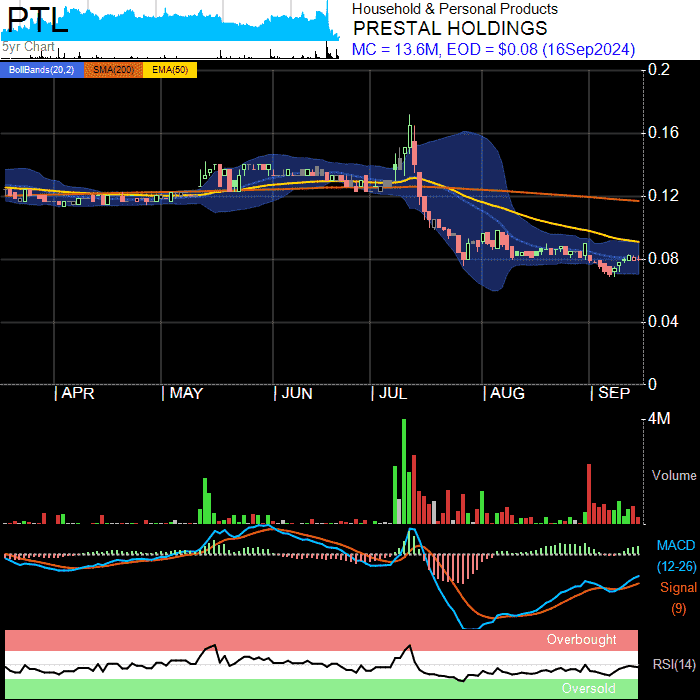 PTL
5yr Chart
Household & Personal Products
PRESTAL HOLDINGS
MC = 13.6M, EOD = $0.08 (16Sep2024)
BollBands(20,2) SMA(200) EMA(50)
0.2
0.16
0.12
0.08
0.04
0
| APR | MAY | JUN | JUL | AUG | SEP
4M
Volume
MACD
(12-26)
Signal
(9)
Overbought
RSI(14)
Oversold